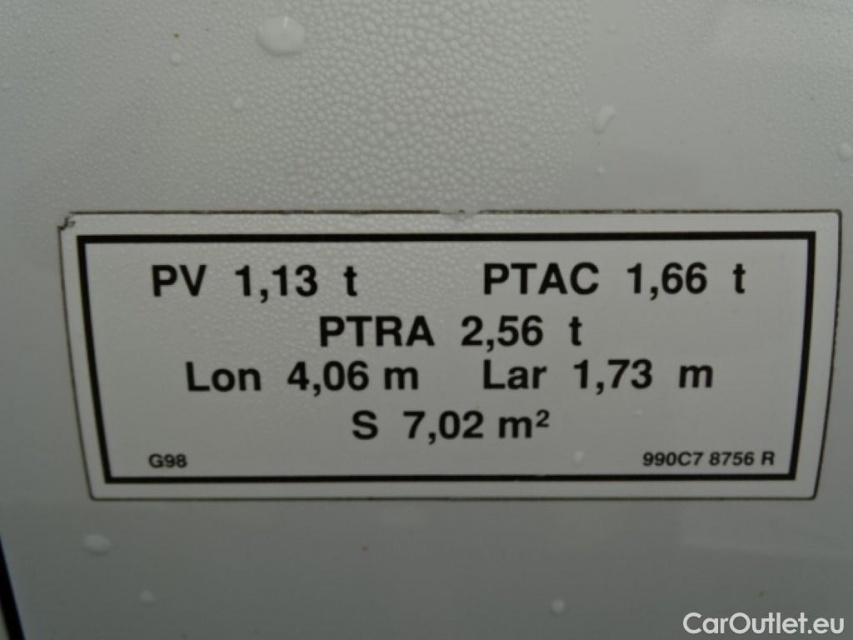 PV 1,13 t PTAC 1,66 t
PTRA 2,56 t
Lon 4,06 m Lar 1,73 m
S 7,02 m²
G98 990C7 8756 R
CarOutlet.eu